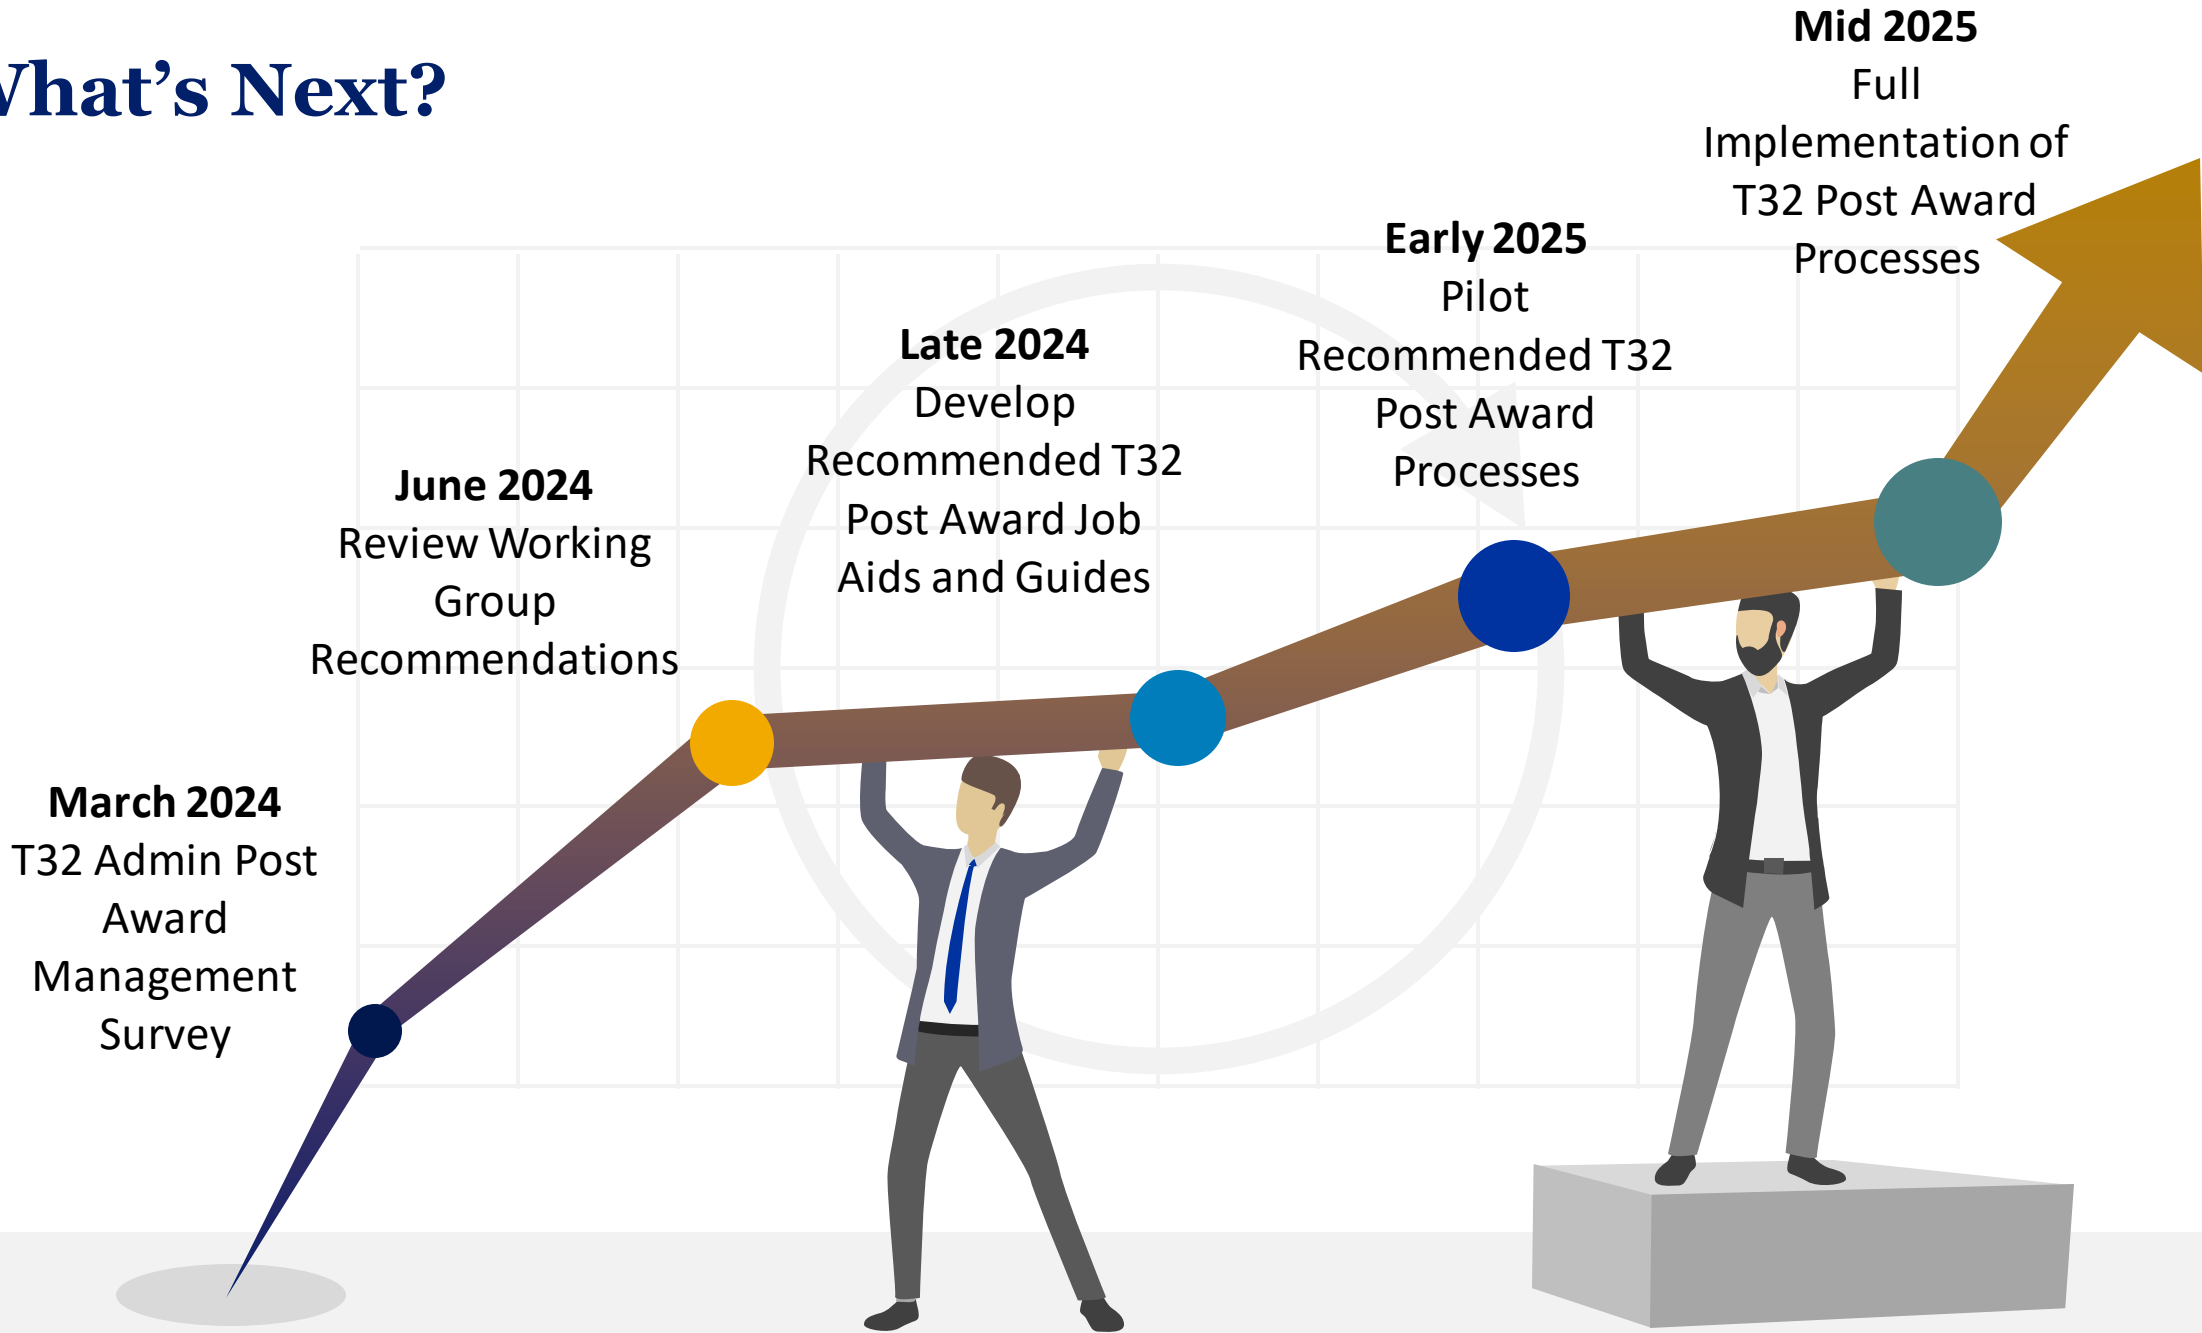 What's Next?
March 2024
T32 Admin Post
Award
Management
Survey
June 2024
Review Working
Group
Recommendations
Late 2024
Develop
Recommended T32
Post Award Job
Aids and Guides
Early 2025
Pilot
Recommended T32
Post Award
Processes
Mid 2025
Full
Implementation of
T32 Post Award
Processes